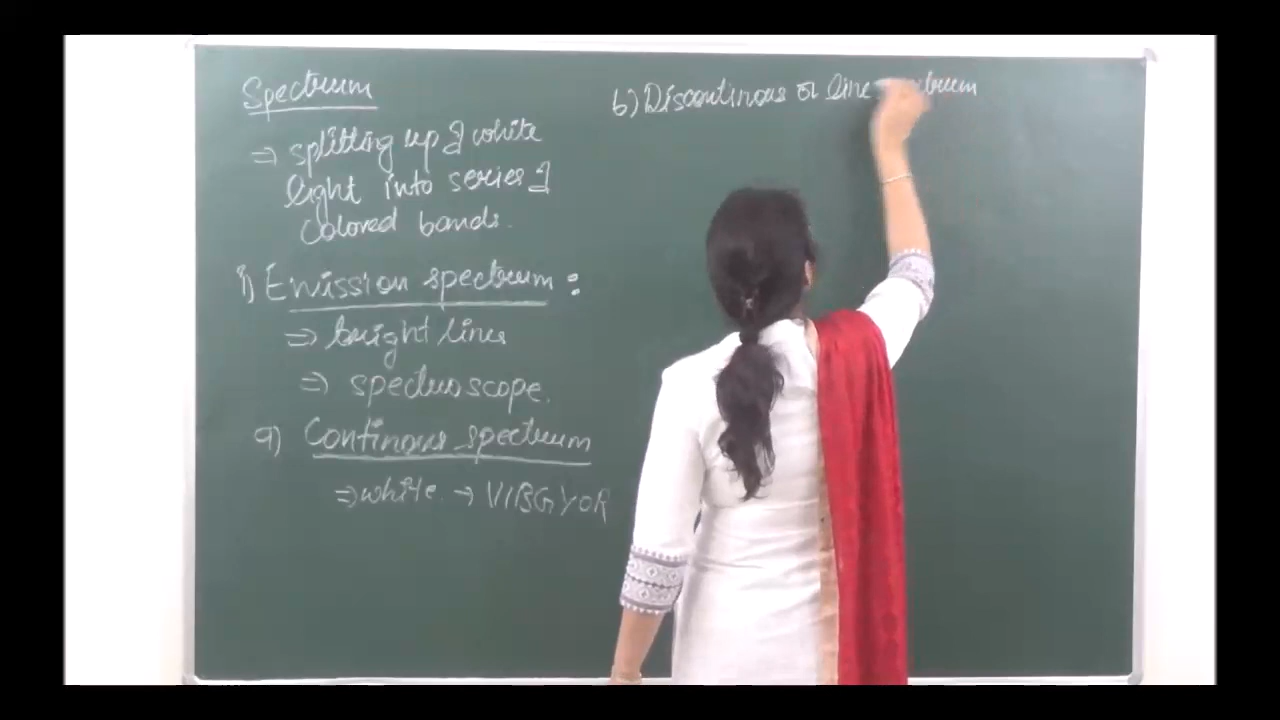 Spectrum
⇒ splitting up of white
light into series of
colored bands.
1) Emission spectrum :
⇒ bright lines
⇒ spectroscope.
a) Continous spectrum
⇒ white → VIBGYOR
b) Discontinous or line